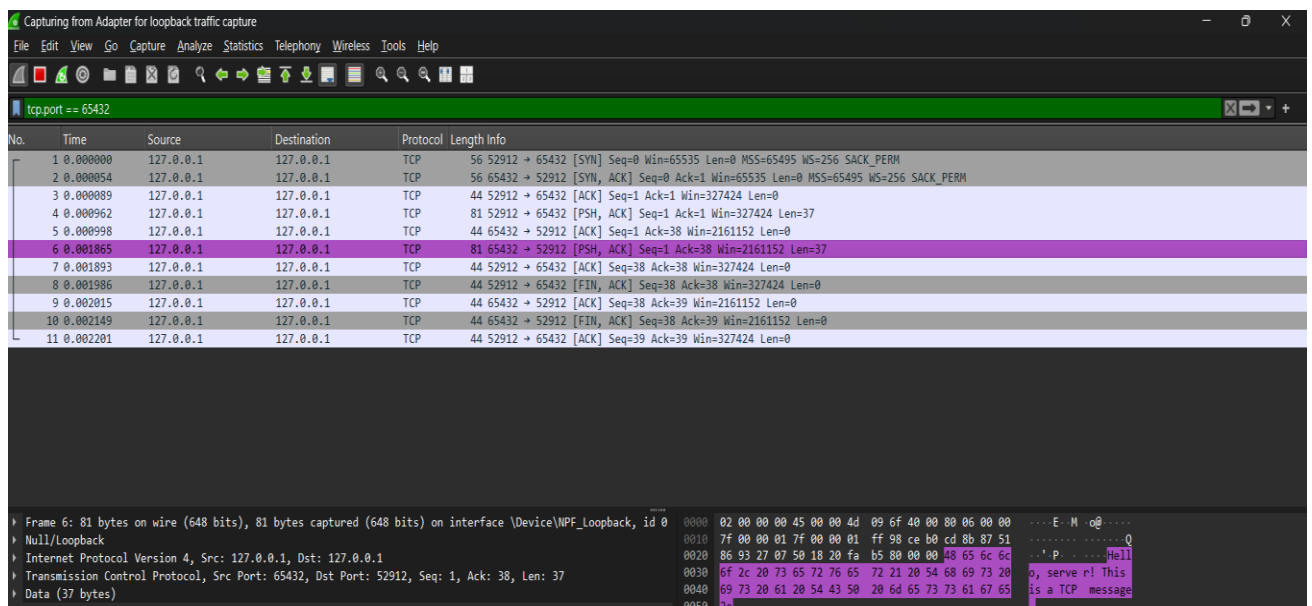 Capturing from Adapter for loopback traffic capture
File Edit View Go Capture Analyze Statistics Telephony Wireless Tools Help
tcp.port == 65432
No. Time Source Destination Protocol Length Info
1 0.000000 127.0.0.1 127.0.0.1 TCP 56 52912 → 65432 [SYN] Seq=0 Win=65535 Len=0 MSS=65495 WS=256 SACK_PERM
2 0.000054 127.0.0.1 127.0.0.1 TCP 56 65432 → 52912 [SYN, ACK] Seq=0 Ack=1 Win=65535 Len=0 MSS=65495 WS=256 SACK_PERM
3 0.000089 127.0.0.1 127.0.0.1 TCP 44 52912 → 65432 [ACK] Seq=1 Ack=1 Win=327424 Len=0
4 0.000962 127.0.0.1 127.0.0.1 TCP 81 52912 → 65432 [PSH, ACK] Seq=1 Ack=1 Win=327424 Len=37
5 0.000998 127.0.0.1 127.0.0.1 TCP 44 65432 → 52912 [ACK] Seq=1 Ack=38 Win=2161152 Len=0
6 0.001865 127.0.0.1 127.0.0.1 TCP 81 65432 → 52912 [PSH, ACK] Seq=1 Ack=38 Win=2161152 Len=37
7 0.001893 127.0.0.1 127.0.0.1 TCP 44 52912 → 65432 [ACK] Seq=38 Ack=38 Win=327424 Len=0
8 0.001986 127.0.0.1 127.0.0.1 TCP 44 52912 → 65432 [FIN, ACK] Seq=38 Ack=38 Win=327424 Len=0
9 0.002015 127.0.0.1 127.0.0.1 TCP 44 65432 → 52912 [ACK] Seq=38 Ack=39 Win=2161152 Len=0
10 0.002149 127.0.0.1 127.0.0.1 TCP 44 65432 → 52912 [FIN, ACK] Seq=38 Ack=39 Win=2161152 Len=0
11 0.002201 127.0.0.1 127.0.0.1 TCP 44 52912 → 65432 [ACK] Seq=39 Ack=39 Win=327424 Len=0
Frame 6: 81 bytes on wire (648 bits), 81 bytes captured (648 bits) on interface \Device\NPF_Loopback, id 0
Null/Loopback
Internet Protocol Version 4, Src: 127.0.0.1, Dst: 127.0.0.1
Transmission Control Protocol, Src Port: 65432, Dst Port: 52912, Seq: 1, Ack: 38, Len: 37
Data (37 bytes)
0000 02 00 00 00 45 00 00 4d 09 6f 40 00 80 06 00 00 ····E··M ·o@·····
0010 7f 00 00 01 7f 00 00 01 ff 98 ce b0 cd 8b 87 51 ········ ·······Q
0020 86 93 27 07 50 18 20 fa b5 80 00 00 48 65 6c 6c ··'·P· · ····Hell
0030 6f 2c 20 73 65 72 76 65 72 21 20 54 68 69 73 20 o, serve r! This
0040 69 73 20 61 20 54 43 50 20 6d 65 73 73 61 67 65 is a TCP message